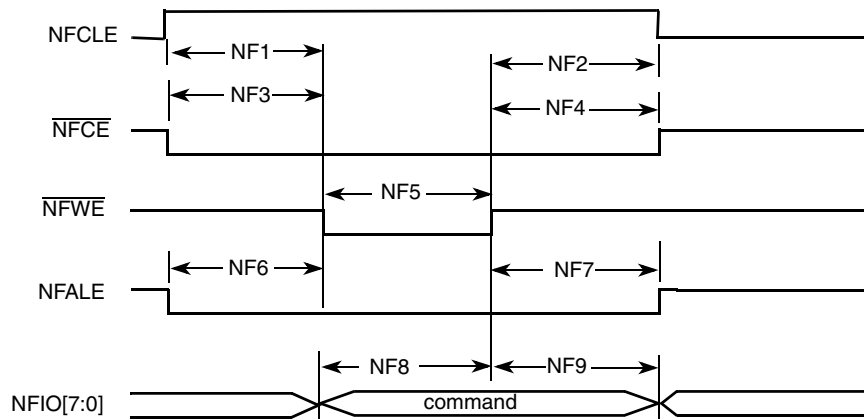 NFCLE
NF1
NF2
NF3
NF4
NFCE
NF5
NFWE
NF6
NF7
NFALE
NF8
NF9
NFIO[7:0]
command